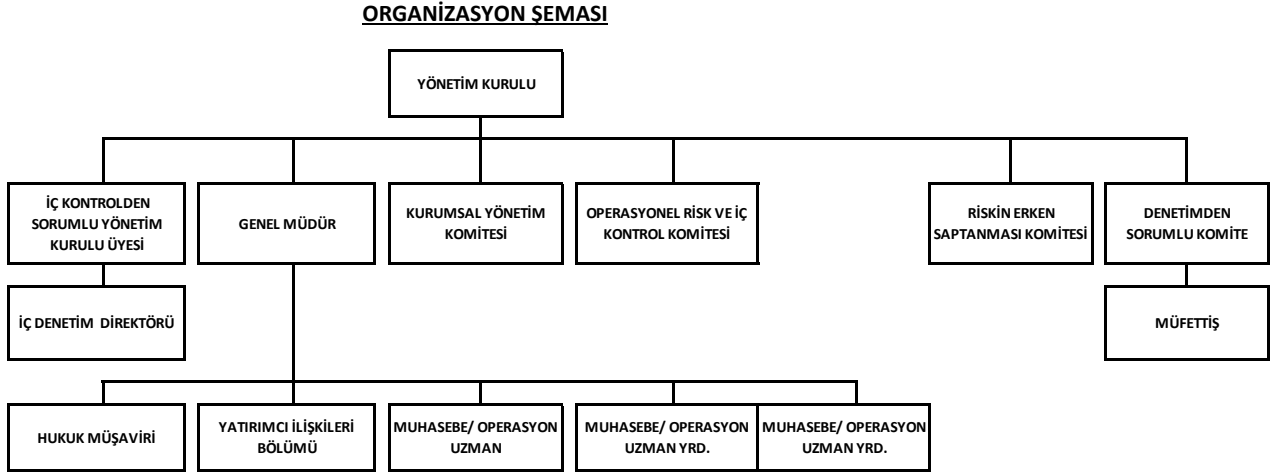 ORGANİZASYON ŞEMASI
YÖNETİM KURULU
İÇ KONTROLDEN
SORUMLU YÖNETİM
KURULU ÜYESİ
GENEL MÜDÜR
KURUMSAL YÖNETİM
KOMİTESİ
OPERASYONEL RİSK VE İÇ
KONTROL KOMİTESİ
RİSKİN ERKEN
SAPTANMASI KOMİTESİ
DENETİMDEN
SORUMLU KOMİTE
İÇ DENETİM DİREKTÖRÜ
MÜFETTİŞ
HUKUK MÜŞAVİRİ
YATIRIMCI İLİŞKİLERİ
BÖLÜMÜ
MUHASEBE/ OPERASYON
UZMAN
MUHASEBE/ OPERASYON
UZMAN YRD.
MUHASEBE/ OPERASYON
UZMAN YRD.